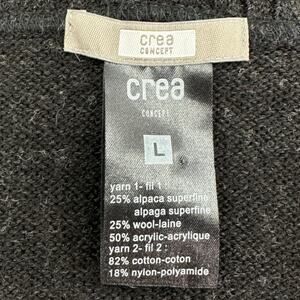 crea
CONCEPT
crea
CONCEPT
L
yarn 1- fil 1 :
25% alpaca superfine
alpaga superfine
25% wool-laine
50% acrylic-acrylique
yarn 2- fil 2 :
82% cotton-coton
18% nylon-polyamide